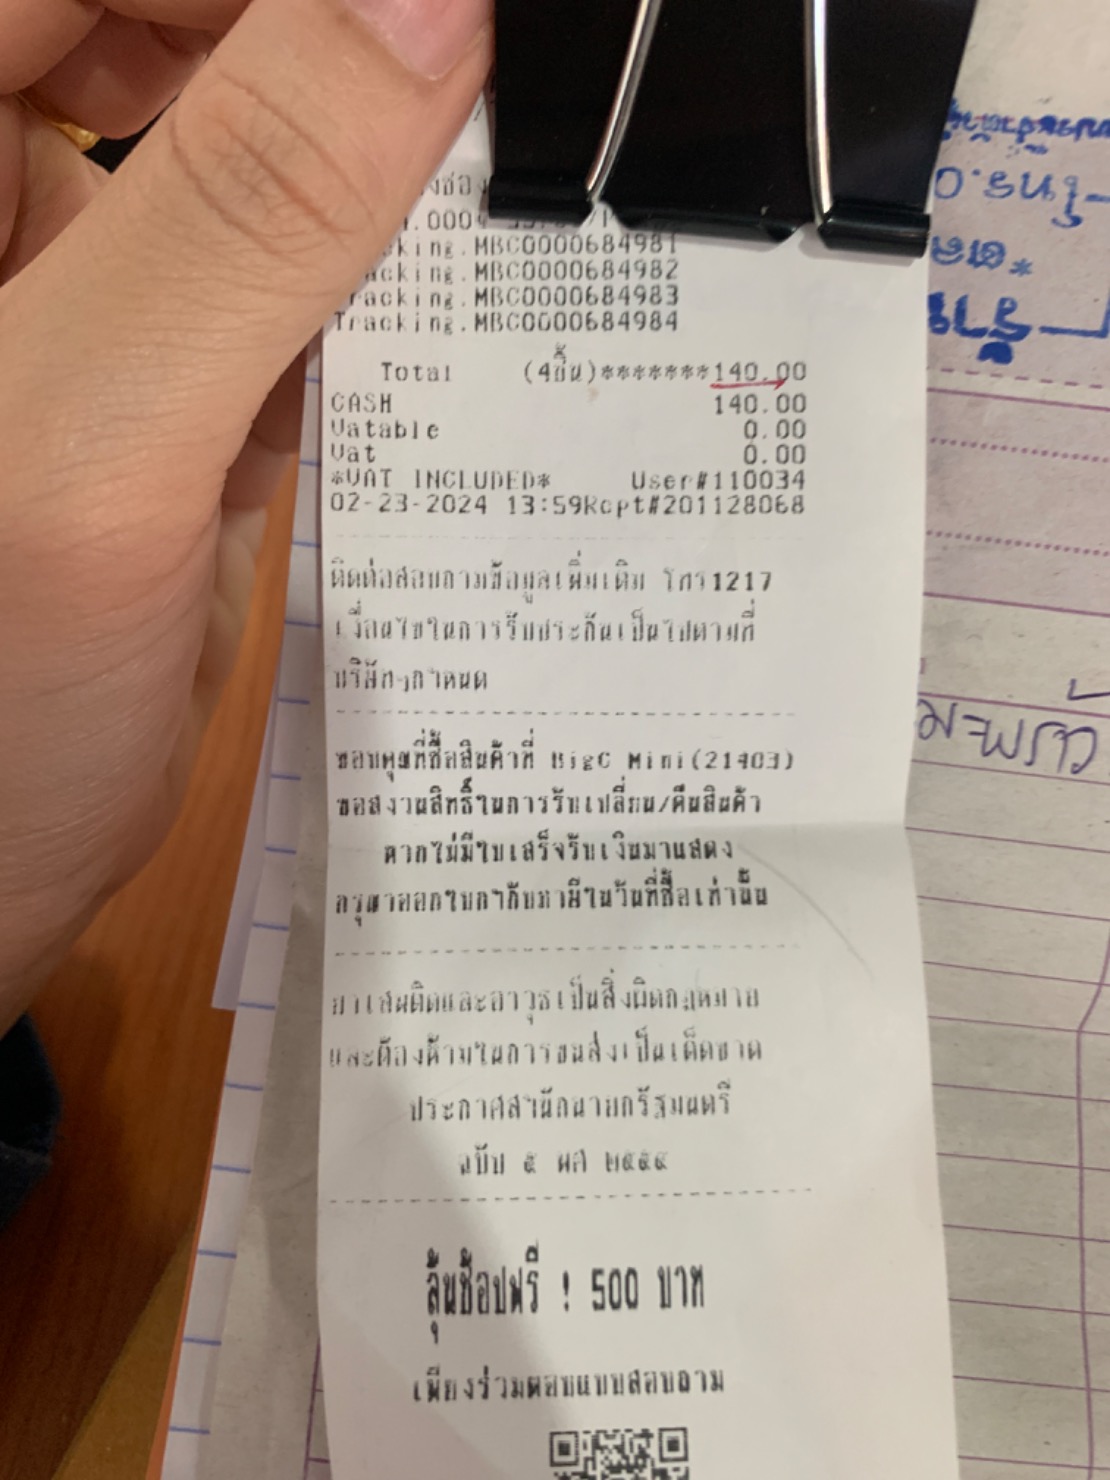 Tracking.MBC0000684981
Tracking.MBC0000684982
Tracking.MBC0000684983
Tracking.MBC0000684984
Total (4ชิ้น)*******140.00
CASH 140.00
Vatable 0.00
Vat 0.00
*VAT INCLUDED* User#110034
02-23-2024 13:59Rcpt#201128068
ติดต่อสอบถามข้อมูลเพิ่มเติม โทร1217
เงื่อนไขในการรับประกันเป็นไปตามที่
บริษัทฯกำหนด
ขอบคุณที่ซื้อสินค้าที่ BigC Mini(21403)
ขอสงวนสิทธิ์ในการรับเปลี่ยน/คืนสินค้า
หากไม่มีใบเสร็จรับเงินมาแสดง
กรุณาออกใบกำกับภาษีในวันที่ซื้อเท่านั้น
ยาเสพติดและอาวุธเป็นสิ่งผิดกฎหมาย
และต้องห้ามในการขนส่งเป็นเด็ดขาด
ประกาศสำนักนายกรัฐมนตรี
ฉบับ ๕ พศ ๒๕๕๕
ลุ้นช้อปฟรี ! 500 บาท
เพียงร่วมตอบแบบสอบถาม